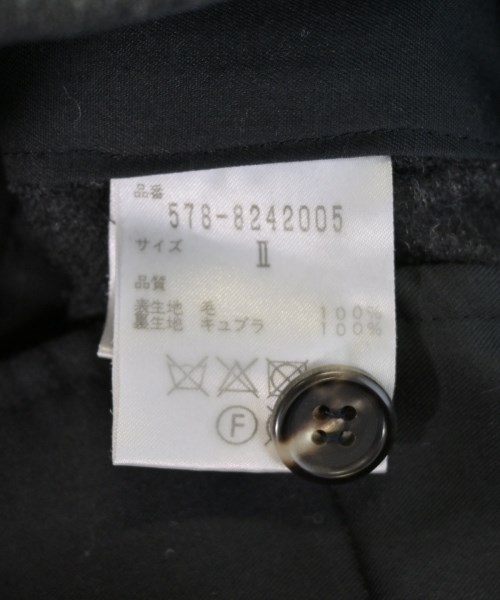 品番
578-8242005
サイズ
Ⅱ
品質
表生地 毛 100%
裏生地 キュプラ 100%
F